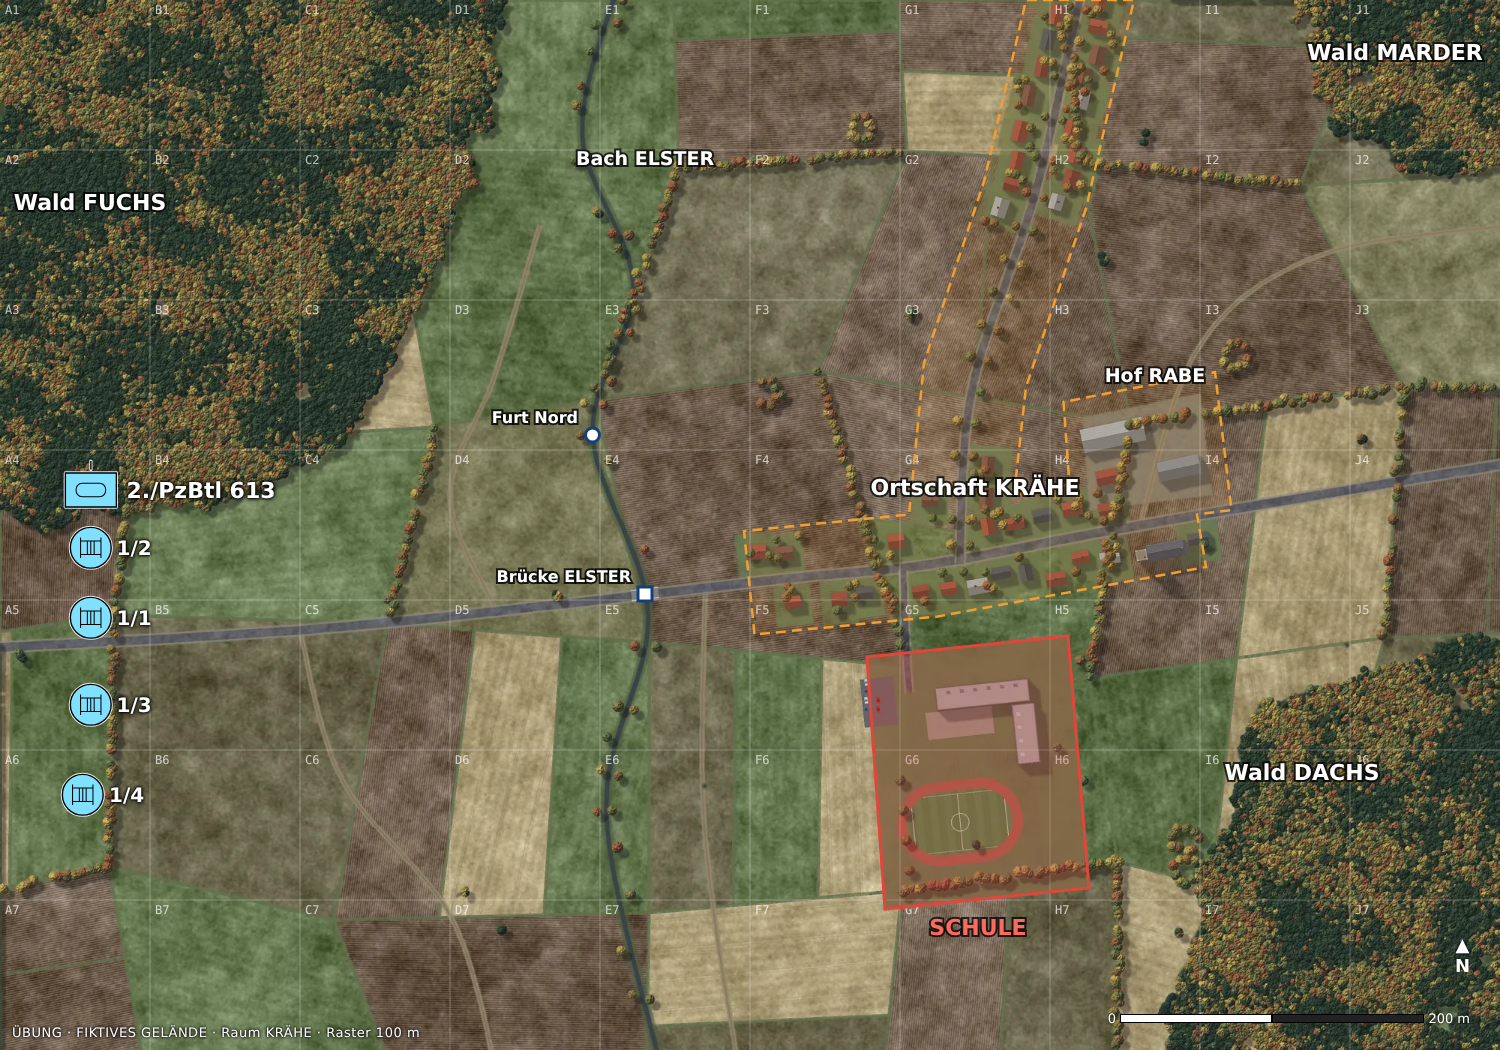 A1 B1 C1 D1 E1 F1 G1 H1 I1 J1
Wald MARDER
Bach ELSTER
A2 B2 C2 D2 F2 G2 H2 I2 J2
Wald FUCHS
A3 B3 C3 D3 E3 F3 G3 H3 I3 J3
Hof RABE
Furt Nord
A4 B4 C4 D4 E4 F4 G4 H4 I4 J4
2./PzBtl 613
Ortschaft KRÄHE
1/2
Brücke ELSTER
A5 B5 C5 D5 E5 F5 G5 H5 I5 J5
1/1
1/3
A6 B6 C6 D6 E6 F6 G6 H6 I6 J6
Wald DACHS
1/4
A7 B7 C7 D7 E7 F7 G7 H7 I7 J7
SCHULE
N
0 200 m
ÜBUNG · FIKTIVES GELÄNDE · Raum KRÄHE · Raster 100 m